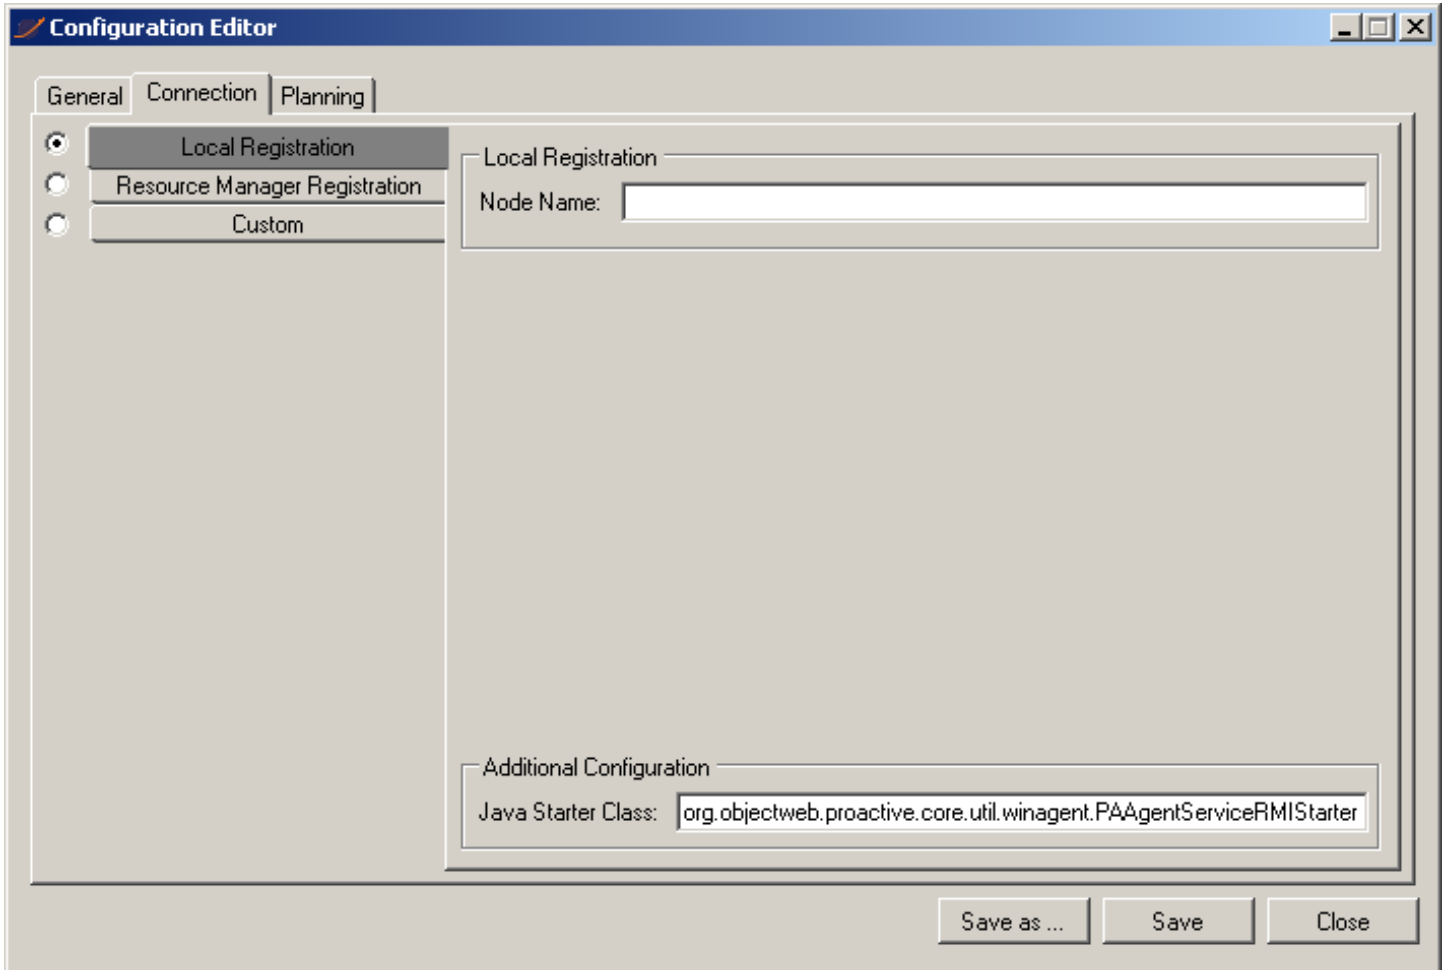 Configuration Editor
General Connection Planning
Local Registration
Resource Manager Registration
Custom
Local Registration
Node Name:
Additional Configuration
Java Starter Class: org.objectweb.proactive.core.util.winagent.PAAgentServiceRMIStarter
Save as ... Save Close